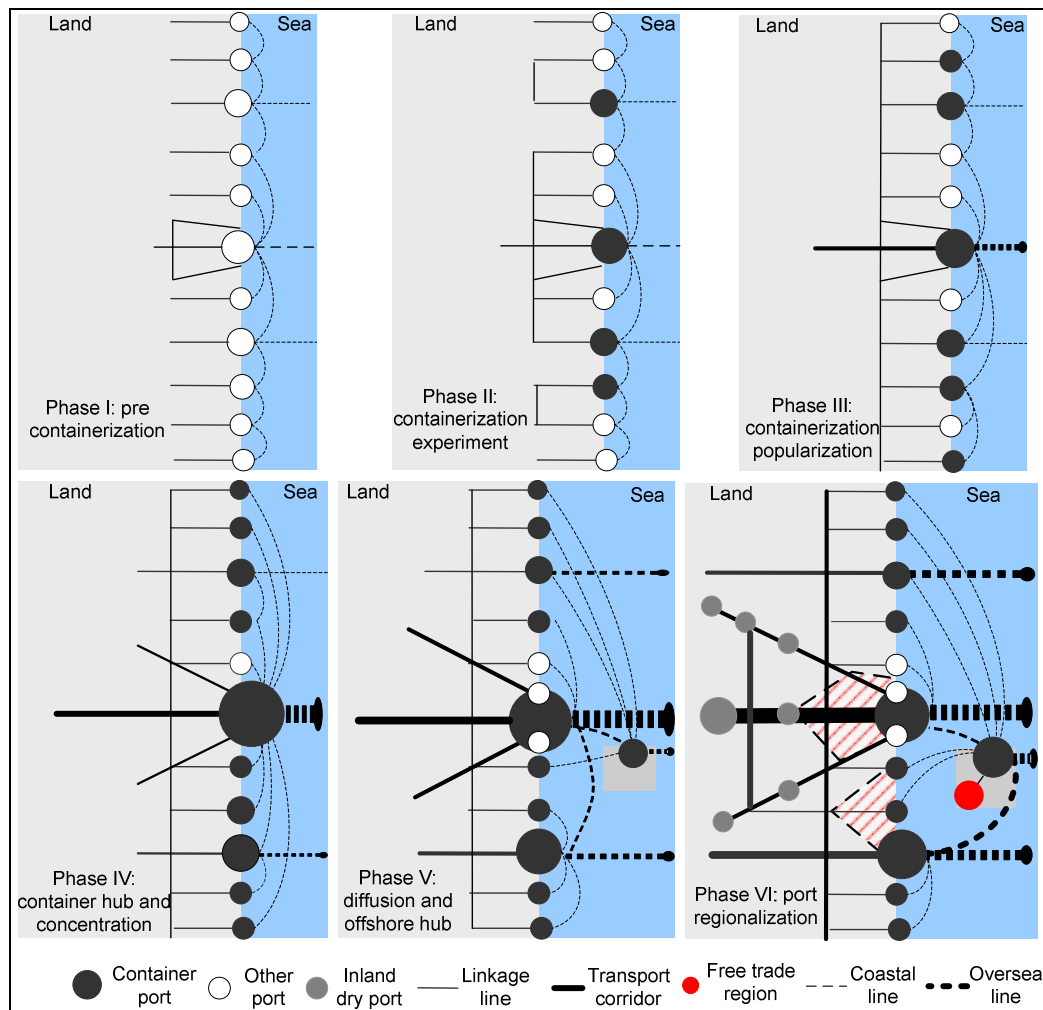 Land
Sea
Phase I: pre
containerization
Land
Sea
Phase II:
containerization
experiment
Land
Sea
Phase III:
containerization
popularization
Land
Sea
Phase IV:
container hub and
concentration
Land
Sea
Phase V:
diffusion and
offshore hub
Land
Sea
Phase VI: port
regionalization
Container
port
Other
port
Inland
dry port
Linkage
line
Transport
corridor
Free trade
region
Coastal
line
Oversea
line